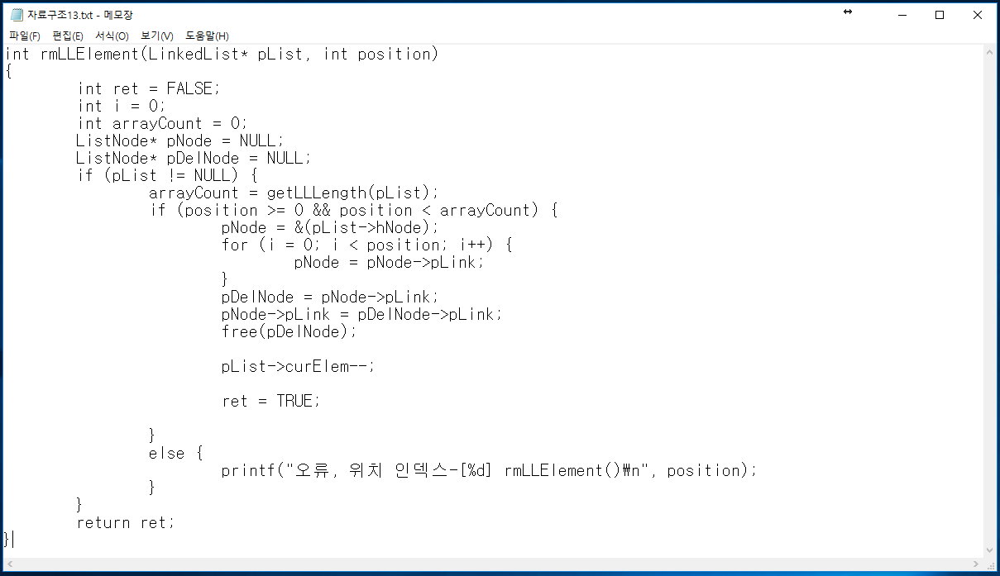 자료구조13.txt - 메모장
파일(F) 편집(E) 서식(O) 보기(V) 도움말(H)
int rmLLElement(LinkedList* pList, int position)
{
int ret = FALSE;
int i = 0;
int arrayCount = 0;
ListNode* pNode = NULL;
ListNode* pDelNode = NULL;
if (pList != NULL) {
arrayCount = getLLLength(pList);
if (position >= 0 && position < arrayCount) {
pNode = &(pList->hNode);
for (i = 0; i < position; i++) {
pNode = pNode->pLink;
}
pDelNode = pNode->pLink;
pNode->pLink = pDelNode->pLink;
free(pDelNode);
pList->curElem--;
ret = TRUE;
}
else {
printf("오류, 위치 인덱스-[%d] rmLLElement()₩n", position);
}
}
return ret;
}